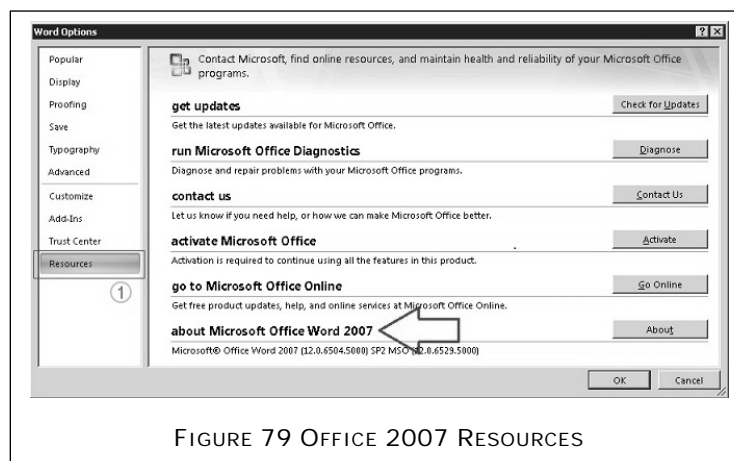 Word Options
Popular
Display
Proofing
Save
Typography
Advanced
Customize
Add-Ins
Trust Center
Resources
1
Contact Microsoft, find online resources, and maintain health and reliability of your Microsoft Office
programs.
get updates
Check for Updates
Get the latest updates available for Microsoft Office.
run Microsoft Office Diagnostics
Diagnose
Diagnose and repair problems with your Microsoft Office programs.
contact us
Contact Us
Let us know if you need help, or how we can make Microsoft Office better.
activate Microsoft Office
Activate
Activation is required to continue using all the features in this product.
go to Microsoft Office Online
Go Online
Get free product updates, help, and online services at Microsoft Office Online.
about Microsoft Office Word 2007
About
Microsoft® Office Word 2007 (12.0.6504.5000) SP2 MSO (12.0.6529.5000)
OK
Cancel
FIGURE 79 OFFICE 2007 RESOURCES